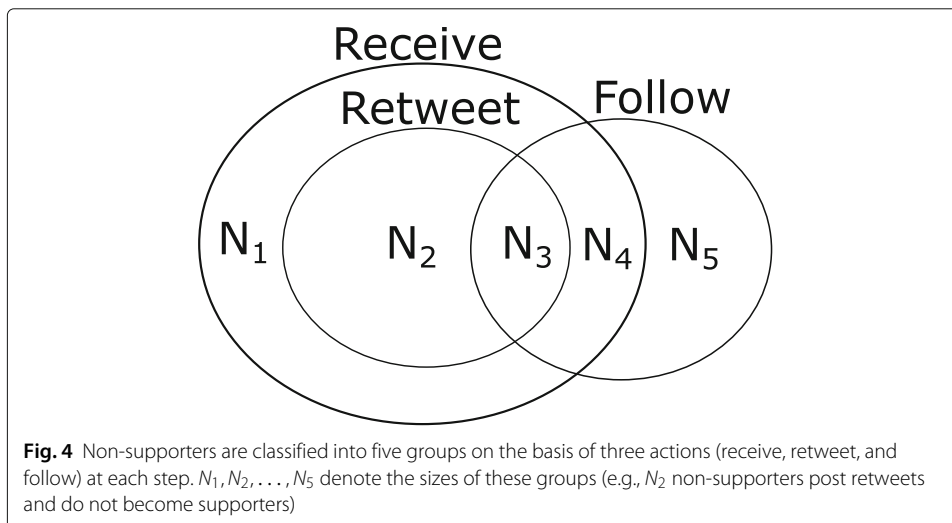 Receive
Retweet
Follow
N₁ N₂ N₃ N₄ N₅
Fig. 4 Non-supporters are classified into five groups on the basis of three actions (receive, retweet, and
follow) at each step. N₁, N₂, . . . , N₅ denote the sizes of these groups (e.g., N₂ non-supporters post retweets
and do not become supporters)